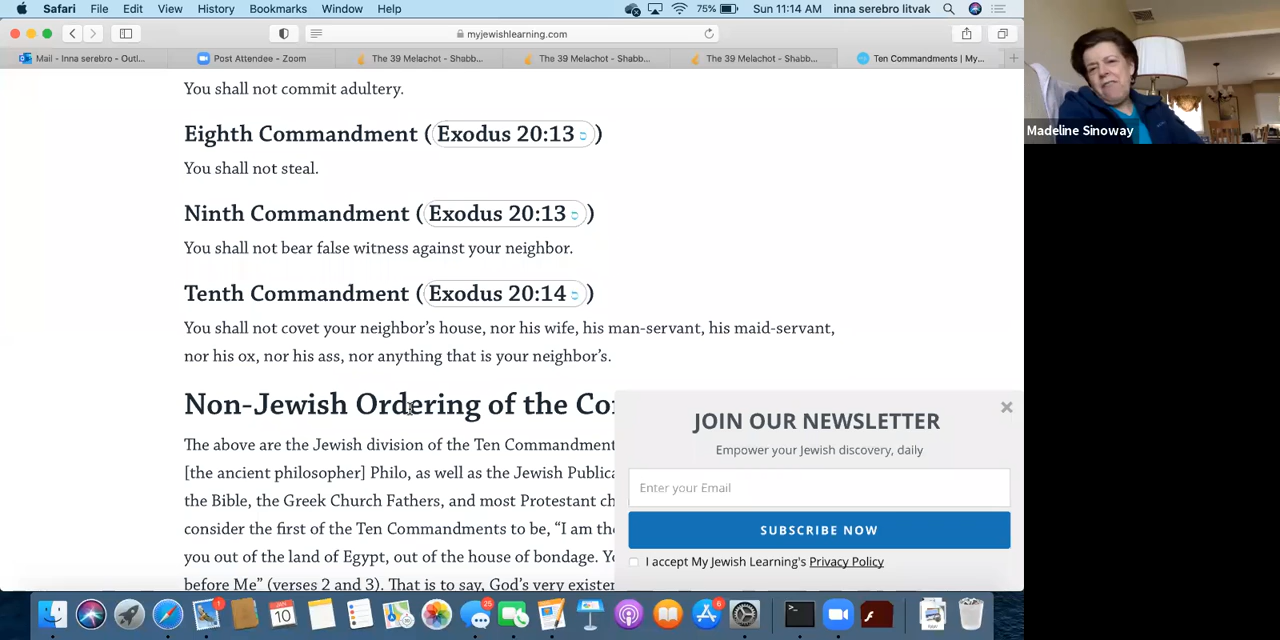 Safari File Edit View History Bookmarks Window Help 75% Sun 11:14 AM inna serebro litvak
myjewishlearning.com
Mail - Inna serebro - Outl... Post Attendee - Zoom The 39 Melachot - Shabb... The 39 Melachot - Shabb... The 39 Melachot - Shabb... Ten Commandments | My...
You shall not commit adultery.
Eighth Commandment (Exodus 20:13)
You shall not steal.
Ninth Commandment (Exodus 20:13)
You shall not bear false witness against your neighbor.
Tenth Commandment (Exodus 20:14)
You shall not covet your neighbor's house, nor his wife, his man-servant, his maid-servant,
nor his ox, nor his ass, nor anything that is your neighbor's.
Non-Jewish Ordering of the Co
The above are the Jewish division of the Ten Commandment
[the ancient philosopher] Philo, as well as the Jewish Publica
the Bible, the Greek Church Fathers, and most Protestant ch
consider the first of the Ten Commandments to be, "I am the
you out of the land of Egypt, out of the house of bondage. Yo
before Me" (verses 2 and 3). That is to say, God's very existen
JOIN OUR NEWSLETTER
Empower your Jewish discovery, daily
Enter your Email
SUBSCRIBE NOW
I accept My Jewish Learning's Privacy Policy
Madeline Sinoway
JAN
10
1
25
6